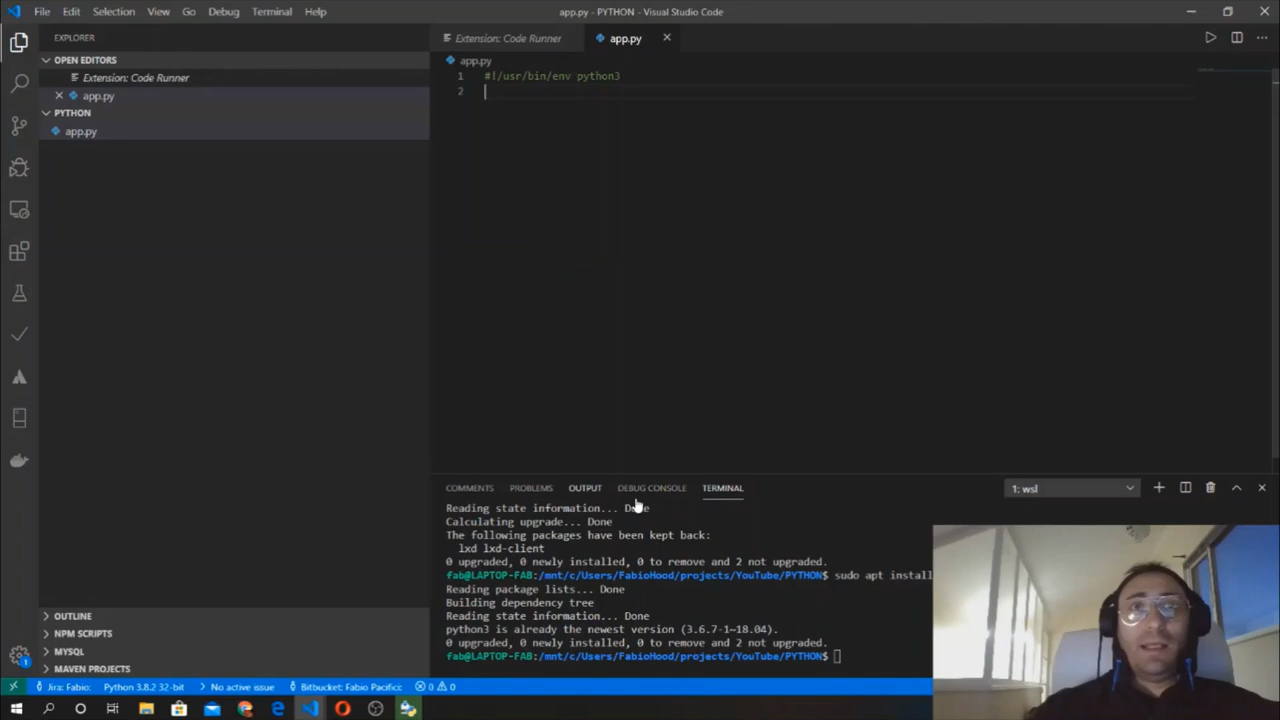 File Edit Selection View Go Debug Terminal Help
app.py - PYTHON - Visual Studio Code
EXPLORER
OPEN EDITORS
Extension: Code Runner
app.py
PYTHON
app.py
OUTLINE
NPM SCRIPTS
MYSQL
MAVEN PROJECTS
Extension: Code Runner
app.py
app.py
1 #!/usr/bin/env python3
2
COMMENTS PROBLEMS OUTPUT DEBUG CONSOLE TERMINAL
1: wsl
Reading state information... Done
Calculating upgrade... Done
The following packages have been kept back:
lxd lxd-client
0 upgraded, 0 newly installed, 0 to remove and 2 not upgraded.
fab@LAPTOP-FAB:/mnt/c/Users/FabioHood/projects/YouTube/PYTHON$ sudo apt install
Reading package lists... Done
Building dependency tree
Reading state information... Done
python3 is already the newest version (3.6.7-1~18.04).
0 upgraded, 0 newly installed, 0 to remove and 2 not upgraded.
fab@LAPTOP-FAB:/mnt/c/Users/FabioHood/projects/YouTube/PYTHON$
1
Jira: Fabio: Python 3.8.2 32-bit No active issue Bitbucket: Fabio Pacific: 0 0